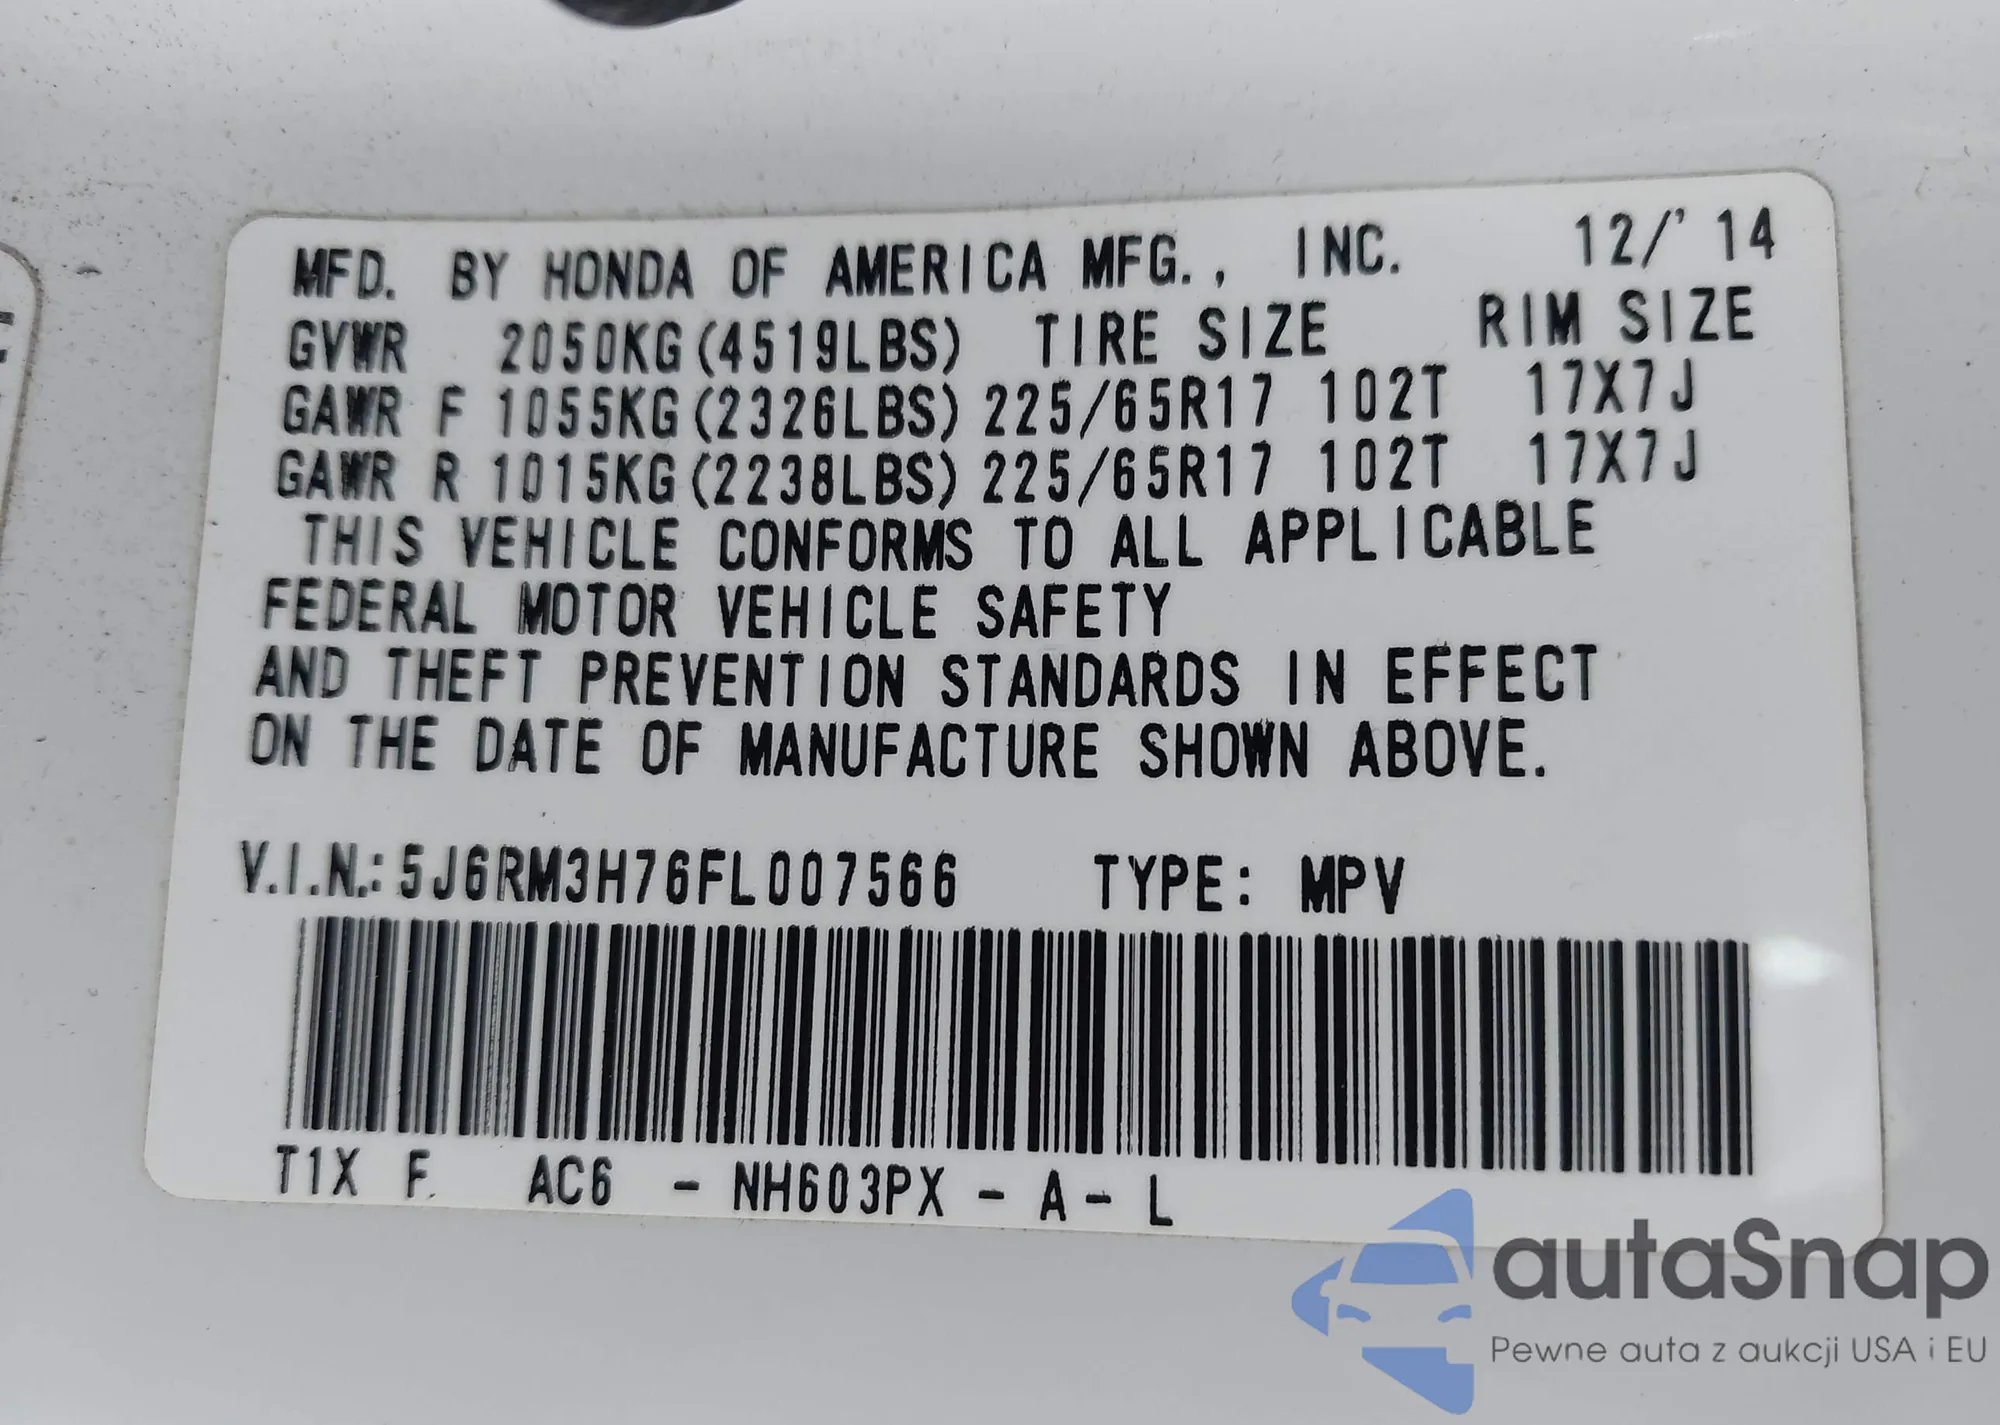 MFD. BY HONDA OF AMERICA MFG., INC. 12/'14
GVWR 2050KG(4519LBS) TIRE SIZE RIM SIZE
GAWR F 1055KG(2326LBS) 225/65R17 102T 17X7J
GAWR R 1015KG(2238LBS) 225/65R17 102T 17X7J
THIS VEHICLE CONFORMS TO ALL APPLICABLE
FEDERAL MOTOR VEHICLE SAFETY
AND THEFT PREVENTION STANDARDS IN EFFECT
ON THE DATE OF MANUFACTURE SHOWN ABOVE.
V.I.N.: 5J6RM3H76FL007566 TYPE: MPV
T1X F. AC6 - NH603PX - A - L
autaSnap
Pewne auta z aukcji USA i EU